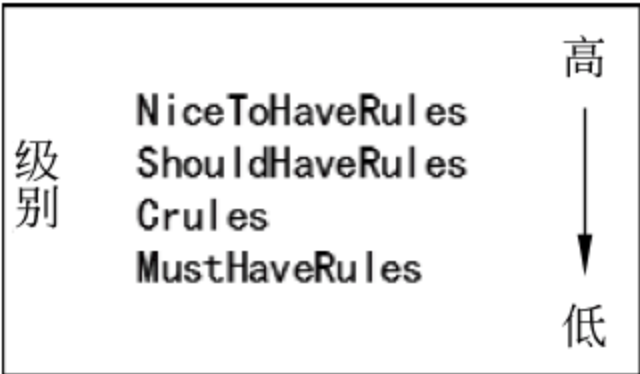 高
NiceToHaveRules
ShouldHaveRules
级别
Crules
MustHaveRules
低